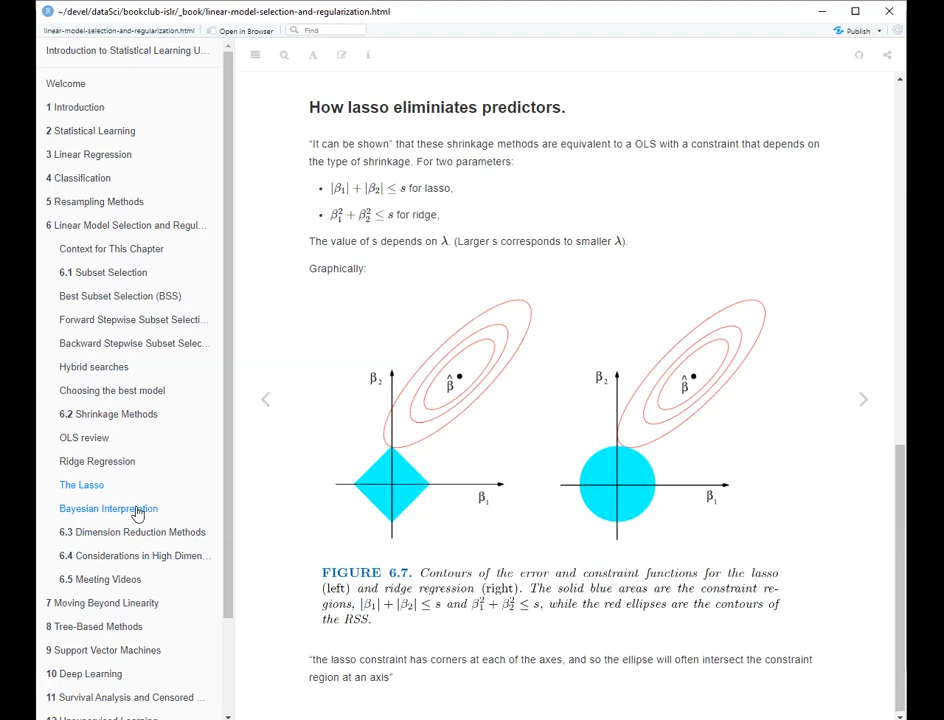 ~/devel/dataSci/bookclub-islr/_book/linear-model-selection-and-regularization.html
linear-model-selection-and-regularization.html
Open in Browser
Find
Publish
Introduction to Statistical Learning U...
Welcome
1 Introduction
2 Statistical Learning
3 Linear Regression
4 Classification
5 Resampling Methods
6 Linear Model Selection and Regul...
Context for This Chapter
6.1 Subset Selection
Best Subset Selection (BSS)
Forward Stepwise Subset Selecti...
Backward Stepwise Subset Selec...
Hybrid searches
Choosing the best model
6.2 Shrinkage Methods
OLS review
Ridge Regression
The Lasso
Bayesian Interpretation
6.3 Dimension Reduction Methods
6.4 Considerations in High Dimen...
6.5 Meeting Videos
7 Moving Beyond Linearity
8 Tree-Based Methods
9 Support Vector Machines
10 Deep Learning
11 Survival Analysis and Censored ...
How lasso eliminiates predictors.
“It can be shown” that these shrinkage methods are equivalent to a OLS with a constraint that depends on
the type of shrinkage. For two parameters:
• |β1| + |β2| ≤ s for lasso,
• β1² + β2² ≤ s for ridge,
The value of s depends on λ. (Larger s corresponds to smaller λ).
Graphically:
β2
β̂
β1
β2
β̂
β1
FIGURE 6.7. Contours of the error and constraint functions for the lasso
(left) and ridge regression (right). The solid blue areas are the constraint re-
gions, |β1| + |β2| ≤ s and β1² + β2² ≤ s, while the red ellipses are the contours of
the RSS.
“the lasso constraint has corners at each of the axes, and so the ellipse will often intersect the constraint
region at an axis”